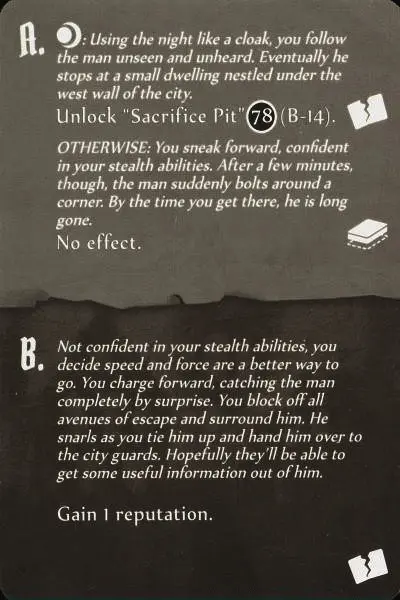 A. : Using the night like a cloak, you follow
the man unseen and unheard. Eventually he
stops at a small dwelling nestled under the
west wall of the city.
Unlock "Sacrifice Pit" 78 (B-14).
OTHERWISE: You sneak forward, confident
in your stealth abilities. After a few minutes,
though, the man suddenly bolts around a
corner. By the time you get there, he is long
gone.
No effect.
B. Not confident in your stealth abilities, you
decide speed and force are a better way to
go. You charge forward, catching the man
completely by surprise. You block off all
avenues of escape and surround him. He
snarls as you tie him up and hand him over to
the city guards. Hopefully they'll be able to
get some useful information out of him.
Gain 1 reputation.